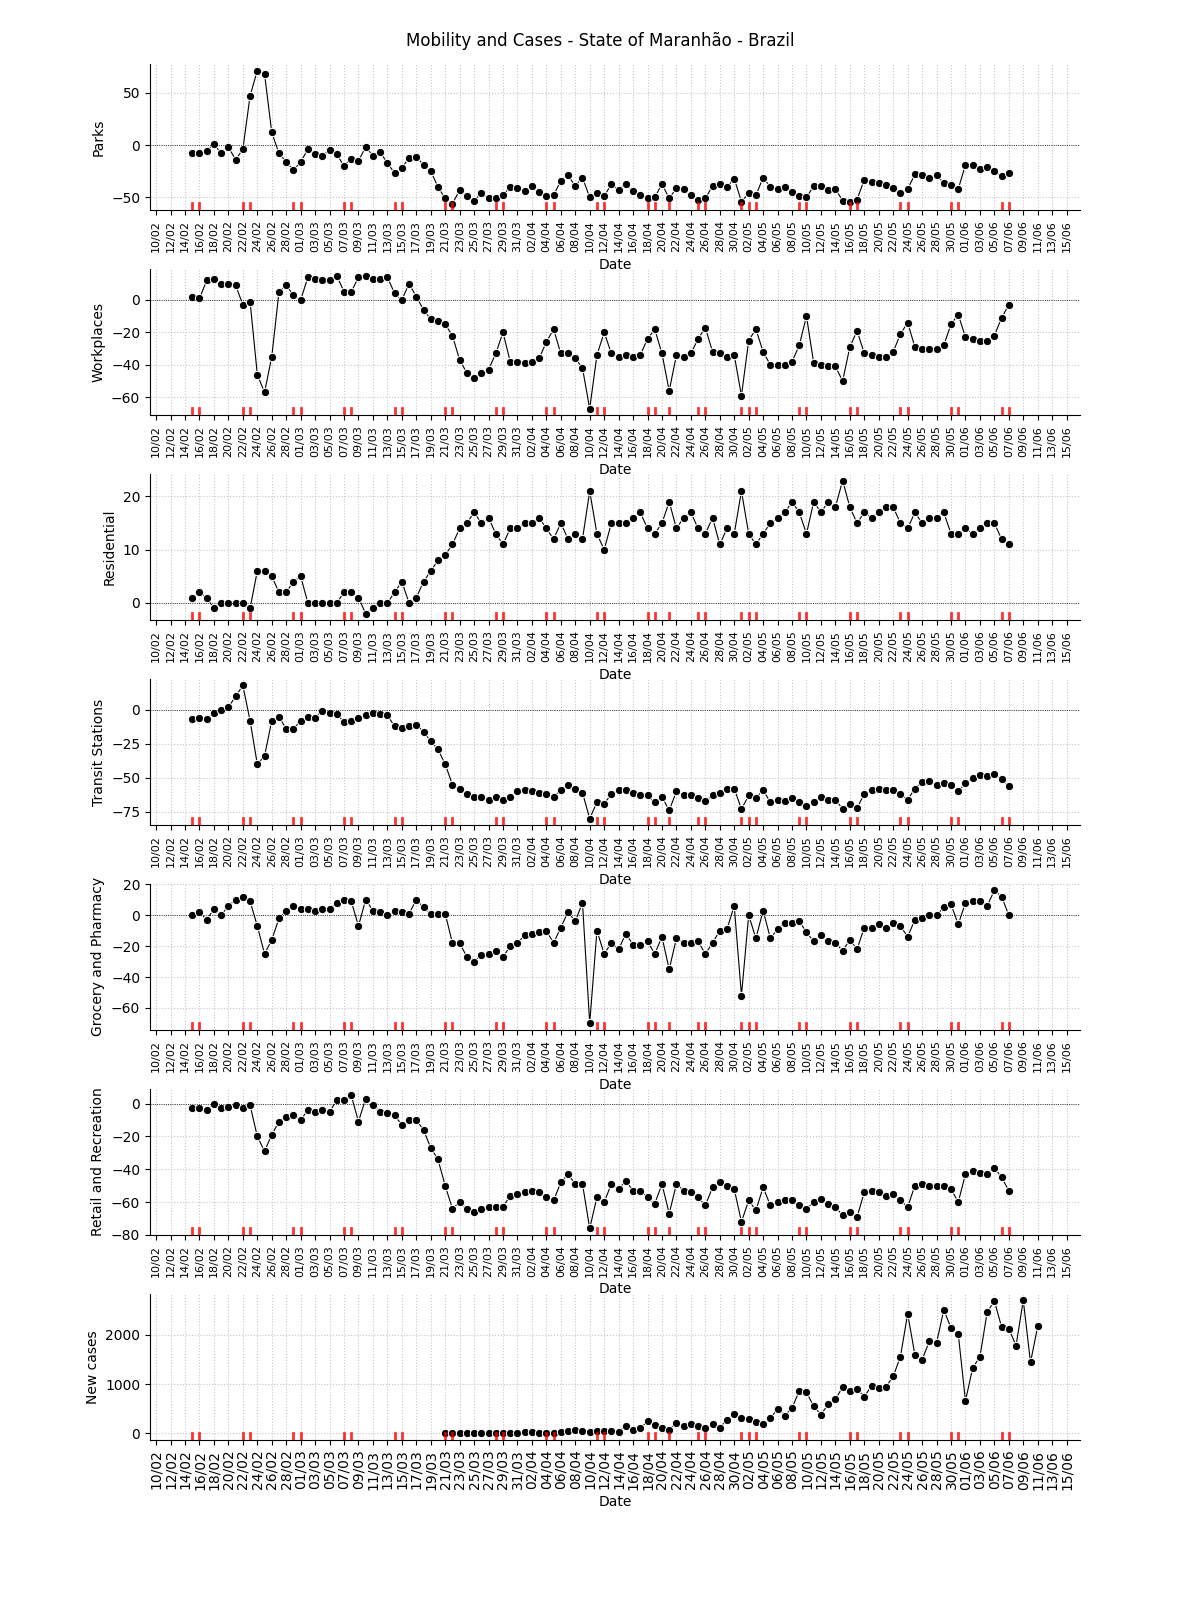 Mobility and Cases - State of Maranhão - Brazil
Parks
50
0
−50
10/02 12/02 14/02 16/02 18/02 20/02 22/02 24/02 26/02 28/02 01/03 03/03 05/03 07/03 09/03 11/03 13/03 15/03 17/03 19/03 21/03 23/03 25/03 27/03 29/03 31/03 02/04 04/04 06/04 08/04 10/04 12/04 14/04 16/04 18/04 20/04 22/04 24/04 26/04 28/04 30/04 02/05 04/05 06/05 08/05 10/05 12/05 14/05 16/05 18/05 20/05 22/05 24/05 26/05 28/05 30/05 01/06 03/06 05/06 07/06 09/06 11/06 13/06 15/06
Date
Workplaces
0
−20
−40
−60
10/02 12/02 14/02 16/02 18/02 20/02 22/02 24/02 26/02 28/02 01/03 03/03 05/03 07/03 09/03 11/03 13/03 15/03 17/03 19/03 21/03 23/03 25/03 27/03 29/03 31/03 02/04 04/04 06/04 08/04 10/04 12/04 14/04 16/04 18/04 20/04 22/04 24/04 26/04 28/04 30/04 02/05 04/05 06/05 08/05 10/05 12/05 14/05 16/05 18/05 20/05 22/05 24/05 26/05 28/05 30/05 01/06 03/06 05/06 07/06 09/06 11/06 13/06 15/06
Date
Residential
20
10
0
10/02 12/02 14/02 16/02 18/02 20/02 22/02 24/02 26/02 28/02 01/03 03/03 05/03 07/03 09/03 11/03 13/03 15/03 17/03 19/03 21/03 23/03 25/03 27/03 29/03 31/03 02/04 04/04 06/04 08/04 10/04 12/04 14/04 16/04 18/04 20/04 22/04 24/04 26/04 28/04 30/04 02/05 04/05 06/05 08/05 10/05 12/05 14/05 16/05 18/05 20/05 22/05 24/05 26/05 28/05 30/05 01/06 03/06 05/06 07/06 09/06 11/06 13/06 15/06
Date
Transit Stations
0
−25
−50
−75
10/02 12/02 14/02 16/02 18/02 20/02 22/02 24/02 26/02 28/02 01/03 03/03 05/03 07/03 09/03 11/03 13/03 15/03 17/03 19/03 21/03 23/03 25/03 27/03 29/03 31/03 02/04 04/04 06/04 08/04 10/04 12/04 14/04 16/04 18/04 20/04 22/04 24/04 26/04 28/04 30/04 02/05 04/05 06/05 08/05 10/05 12/05 14/05 16/05 18/05 20/05 22/05 24/05 26/05 28/05 30/05 01/06 03/06 05/06 07/06 09/06 11/06 13/06 15/06
Date
Grocery and Pharmacy
20
0
−20
−40
−60
10/02 12/02 14/02 16/02 18/02 20/02 22/02 24/02 26/02 28/02 01/03 03/03 05/03 07/03 09/03 11/03 13/03 15/03 17/03 19/03 21/03 23/03 25/03 27/03 29/03 31/03 02/04 04/04 06/04 08/04 10/04 12/04 14/04 16/04 18/04 20/04 22/04 24/04 26/04 28/04 30/04 02/05 04/05 06/05 08/05 10/05 12/05 14/05 16/05 18/05 20/05 22/05 24/05 26/05 28/05 30/05 01/06 03/06 05/06 07/06 09/06 11/06 13/06 15/06
Date
Retail and Recreation
0
−20
−40
−60
−80
10/02 12/02 14/02 16/02 18/02 20/02 22/02 24/02 26/02 28/02 01/03 03/03 05/03 07/03 09/03 11/03 13/03 15/03 17/03 19/03 21/03 23/03 25/03 27/03 29/03 31/03 02/04 04/04 06/04 08/04 10/04 12/04 14/04 16/04 18/04 20/04 22/04 24/04 26/04 28/04 30/04 02/05 04/05 06/05 08/05 10/05 12/05 14/05 16/05 18/05 20/05 22/05 24/05 26/05 28/05 30/05 01/06 03/06 05/06 07/06 09/06 11/06 13/06 15/06
Date
New cases
2000
1000
0
10/02 12/02 14/02 16/02 18/02 20/02 22/02 24/02 26/02 28/02 01/03 03/03 05/03 07/03 09/03 11/03 13/03 15/03 17/03 19/03 21/03 23/03 25/03 27/03 29/03 31/03 02/04 04/04 06/04 08/04 10/04 12/04 14/04 16/04 18/04 20/04 22/04 24/04 26/04 28/04 30/04 02/05 04/05 06/05 08/05 10/05 12/05 14/05 16/05 18/05 20/05 22/05 24/05 26/05 28/05 30/05 01/06 03/06 05/06 07/06 09/06 11/06 13/06 15/06
Date